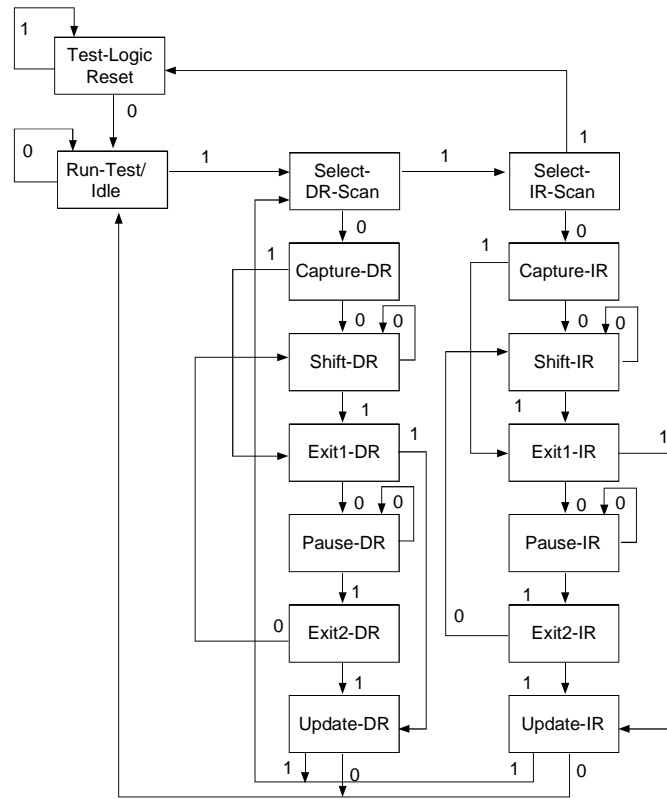 1
Test-Logic
Reset
0
1
0
Run-Test/
Idle
1
Select-
DR-Scan
1
Select-
IR-Scan
0
0
1
Capture-DR
1
Capture-IR
0
0
0
0
Shift-DR
Shift-IR
1
1
1
1
Exit1-DR
Exit1-IR
0
0
0
0
Pause-DR
Pause-IR
1
1
0
Exit2-DR
0
Exit2-IR
1
1
Update-DR
Update-IR
1
0
1
0